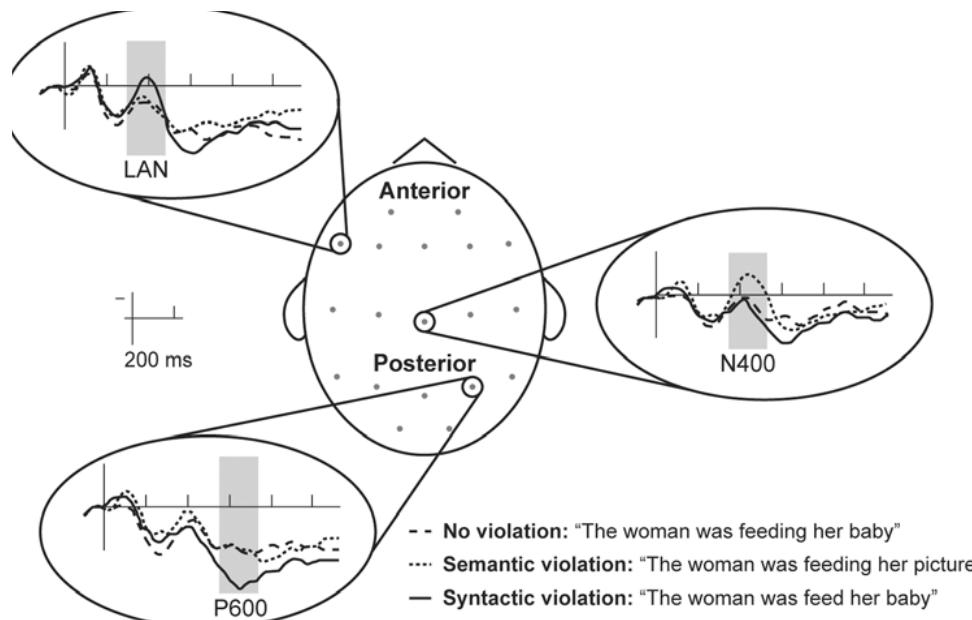 LAN
Anterior
−
200 ms
N400
Posterior
P600
No violation: “The woman was feeding her baby”
Semantic violation: “The woman was feeding her picture
Syntactic violation: “The woman was feed her baby”